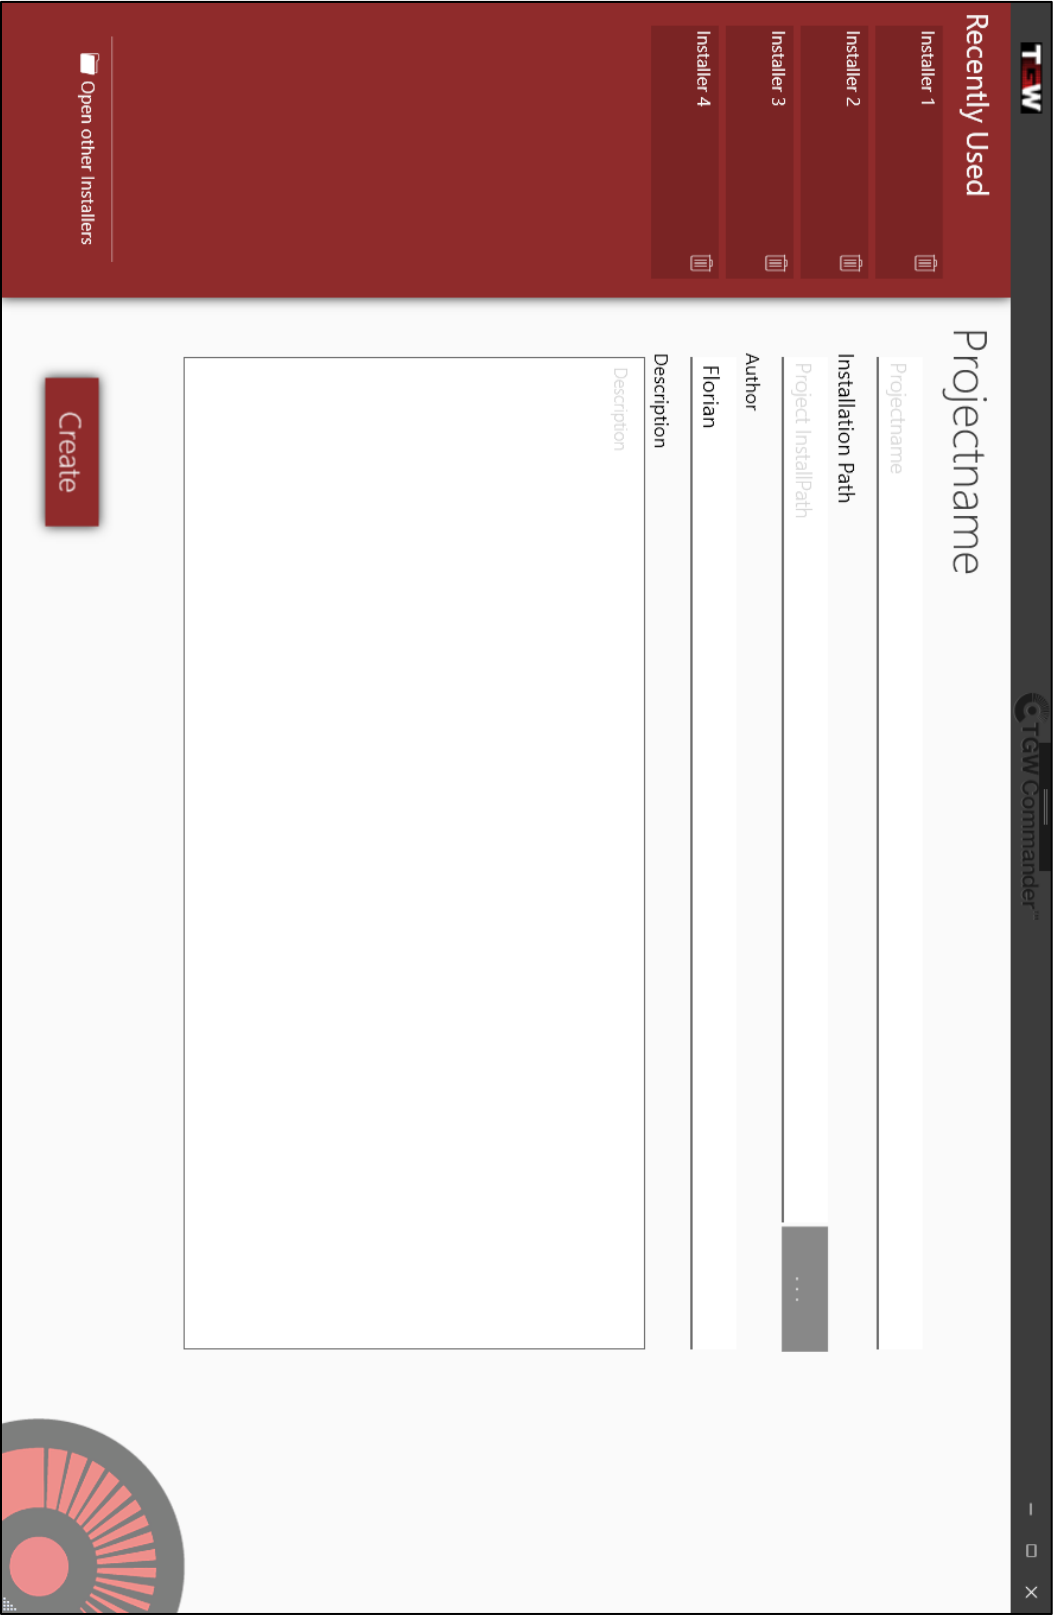 TGW
TGW Commander™
Recently Used
Installer 1
Installer 2
Installer 3
Installer 4
Open other Installers
Projectname
Projectname
Installation Path
Project InstallPath
...
Author
Florian
Description
Description
Create